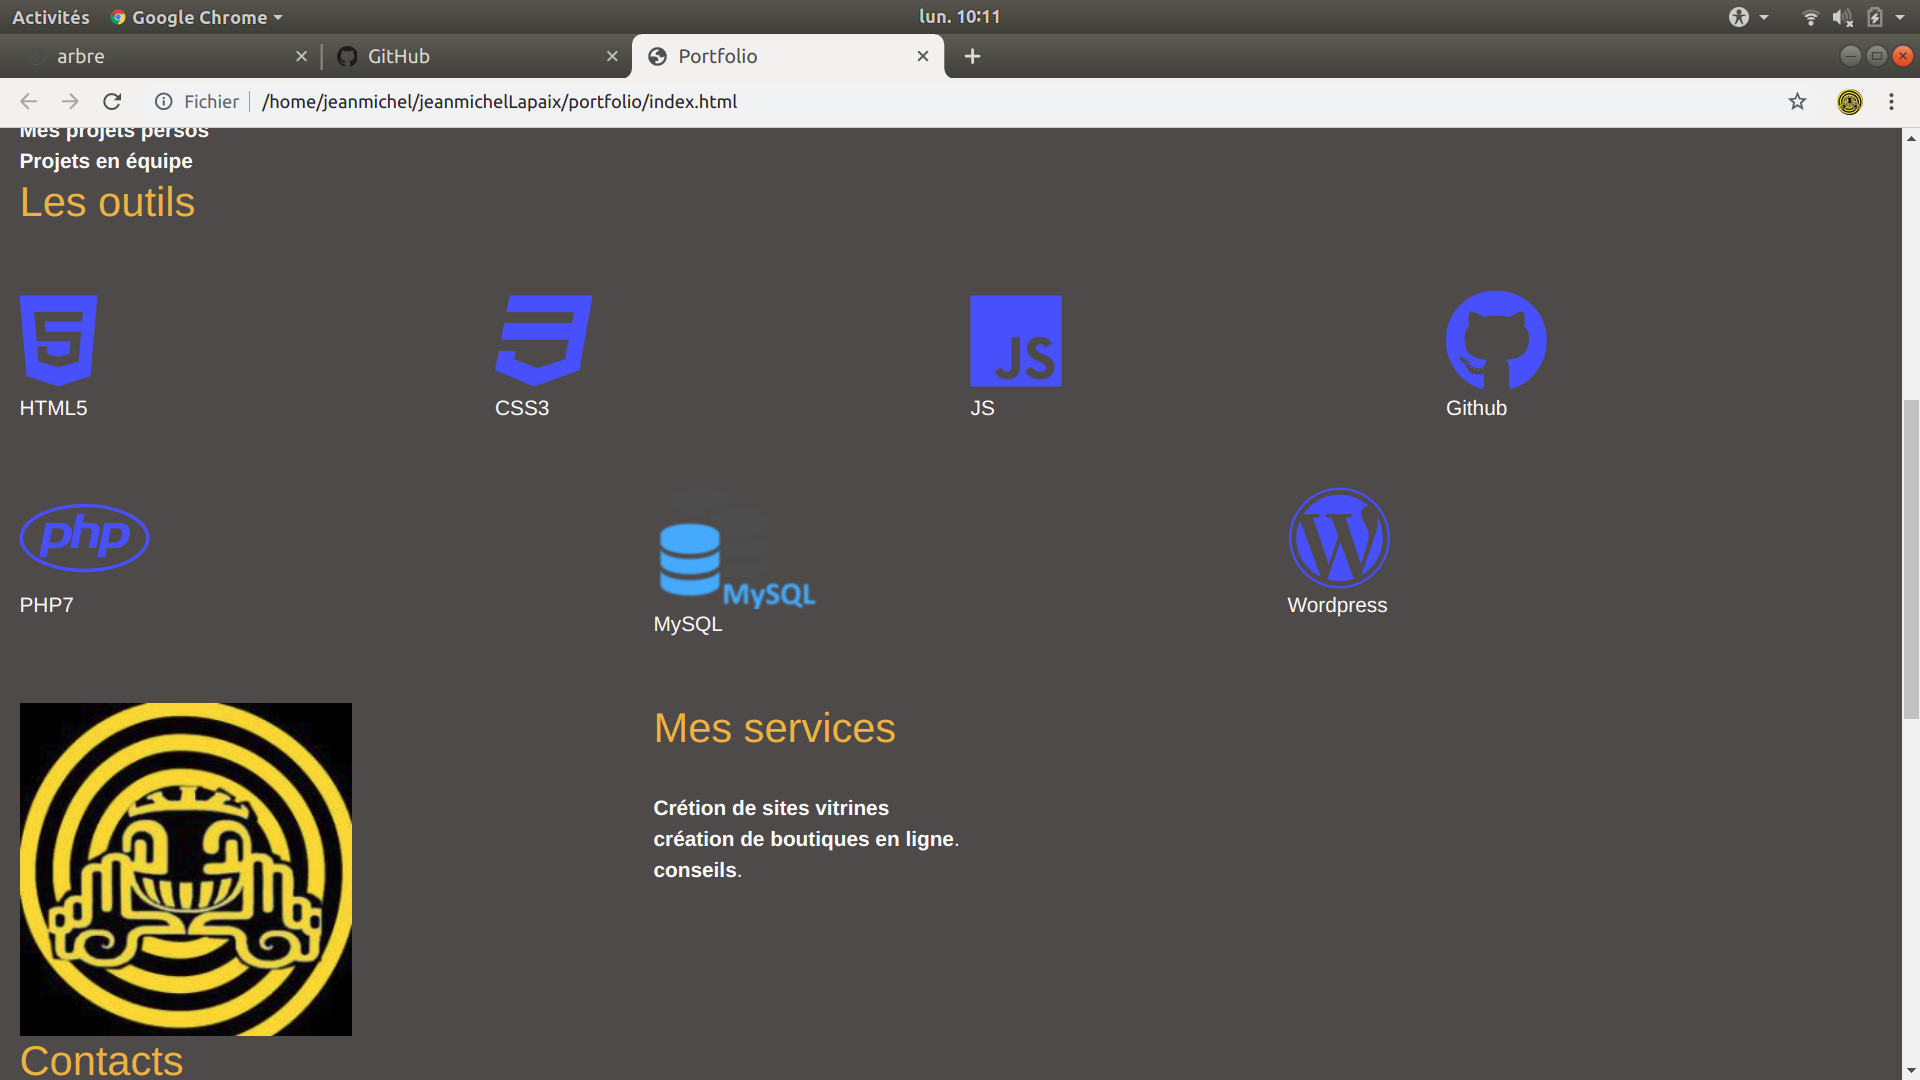 Activités Google Chrome lun. 10:11
arbre GitHub Portfolio
Fichier /home/jeanmichel/jeanmichelLapaix/portfolio/index.html
Mes projets persos
Projets en équipe
Les outils
JS
HTML5 CSS3 JS Github
php MySQL W
PHP7 Wordpress
MySQL
Mes services
Crétion de sites vitrines
création de boutiques en ligne.
conseils.
Contacts